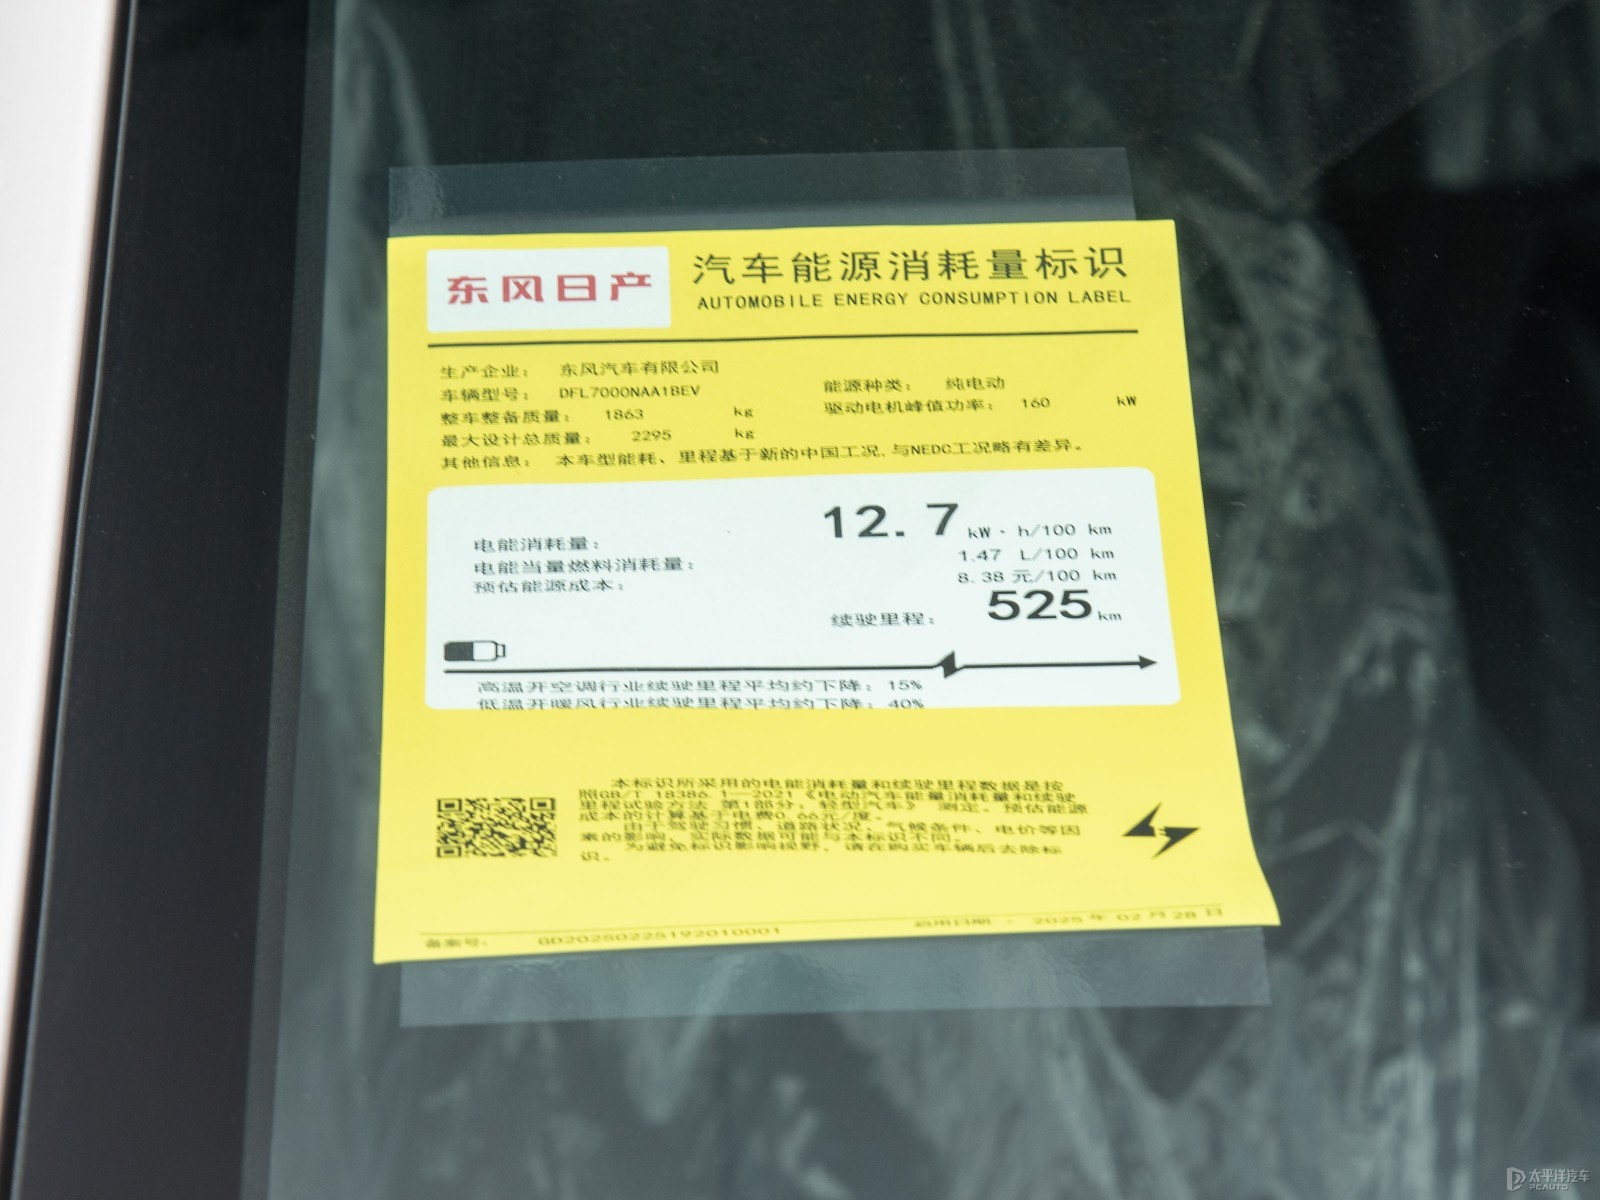 东风日产
汽车能源消耗量标识
AUTOMOBILE ENERGY CONSUMPTION LABEL
生产企业： 东风汽车有限公司
车辆型号： DFL7000NAA1BEV
能源种类： 纯电动
整车整备质量： 1863 kg
驱动电机峰值功率： 160 kW
最大设计总质量： 2295 kg
其他信息： 本车型能耗、里程基于新的中国工况,与NEDC工况略有差异。
电能消耗量： 12.7 kW·h/100 km
电能当量燃料消耗量： 1.47 L/100 km
预估能源成本： 8.38 元/100 km
续驶里程： 525 km
高温开空调行业续驶里程平均约下降： 15%
低温开暖风行业续驶里程平均约下降： 40%
本标识所采用的电能消耗量和续驶里程数据是按
照GB/T 18386.1—2021《电动汽车能量消耗量和续驶
里程试验方法 第1部分：轻型汽车》 测定。预估能源
成本的计算基于电费0.66元/度。
由于驾驶习惯、道路状况、气候条件、电价等因
素的影响，实际数据可能与本标识不同。
为避免标识影响视野，请在购买车辆后去除标
识。
备案号： GD20250225192010001
启用日期： 2025 年 02 月 28 日
太平洋汽车
PCAUTO